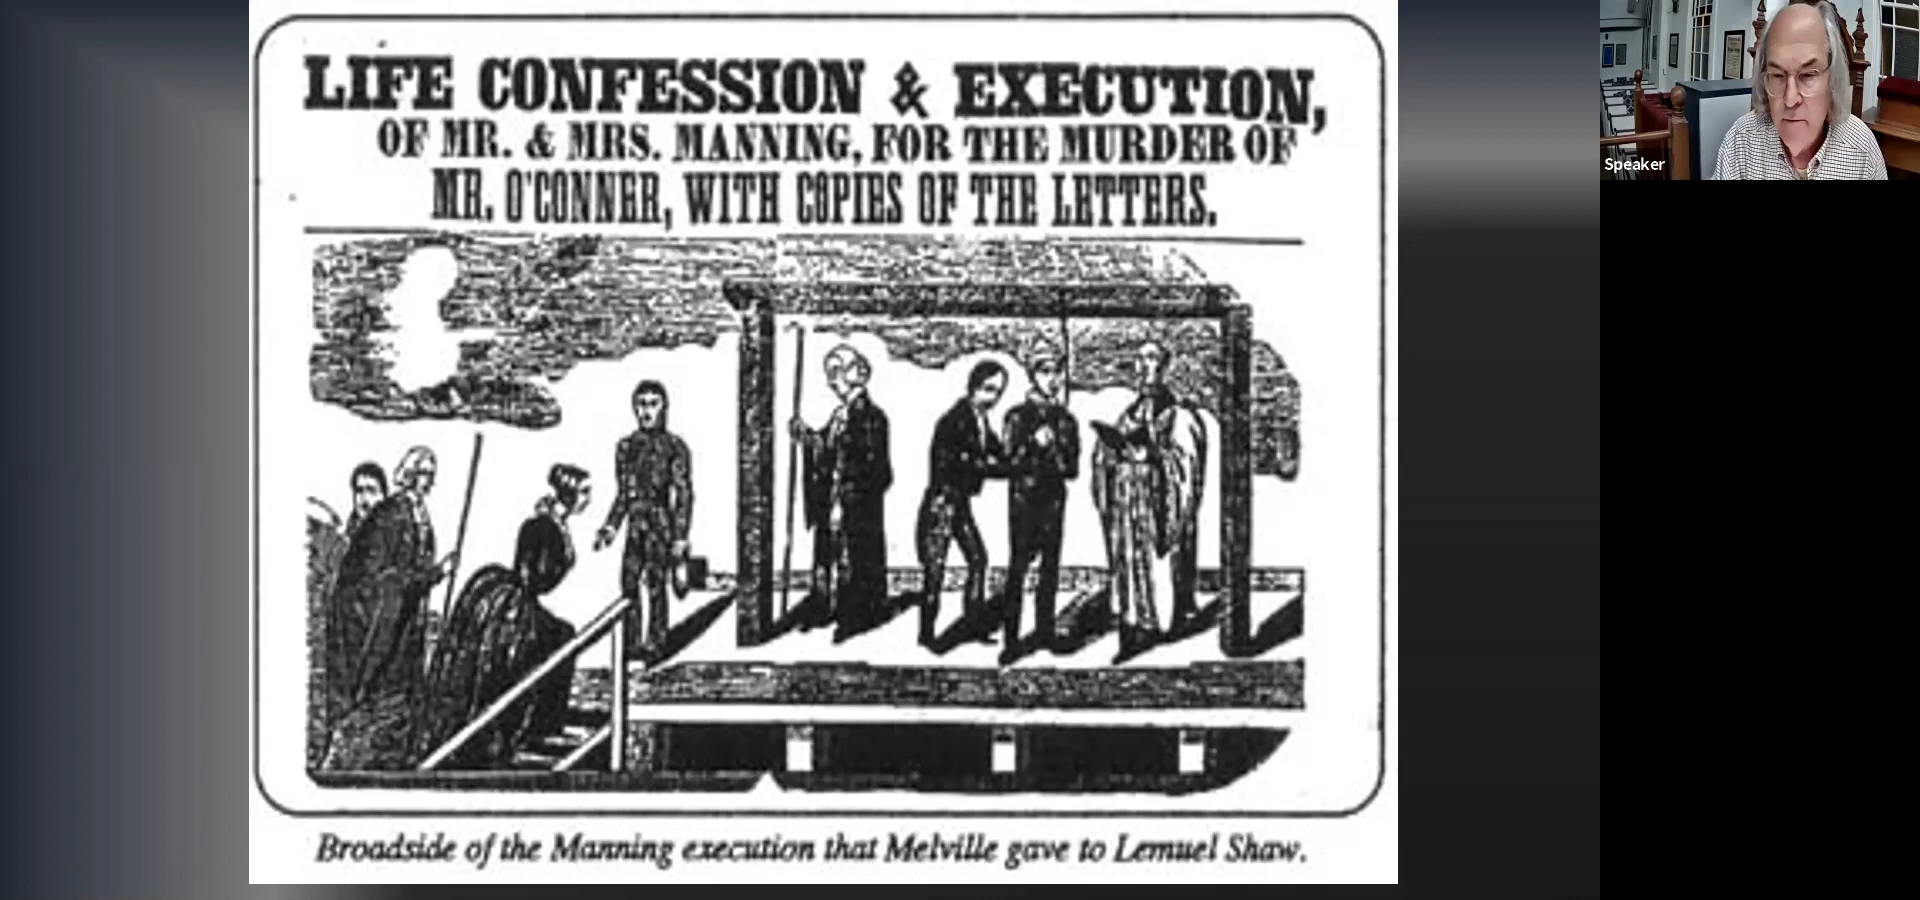 LIFE CONFESSION & EXECUTION,
OF MR. & MRS. MANNING, FOR THE MURDER OF
MR. O'CONNER, WITH COPIES OF THE LETTERS.
Broadside of the Manning execution that Melville gave to Lemuel Shaw.
Speaker